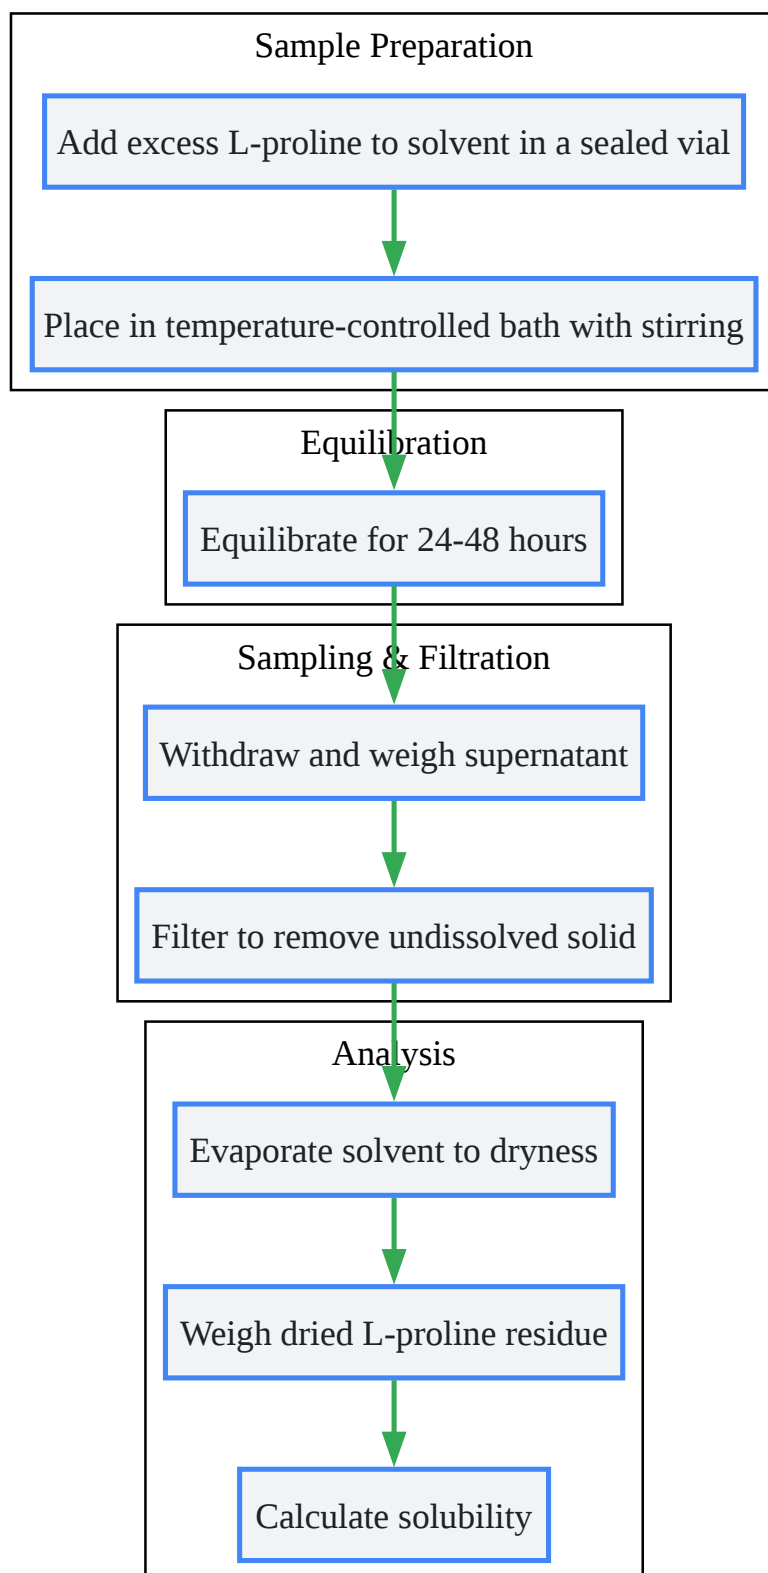 Sample Preparation
Add excess L-proline to solvent in a sealed vial
Place in temperature-controlled bath with stirring
Equilibration
Equilibrate for 24-48 hours
Sampling & Filtration
Withdraw and weigh supernatant
Filter to remove undissolved solid
Analysis
Evaporate solvent to dryness
Weigh dried L-proline residue
Calculate solubility